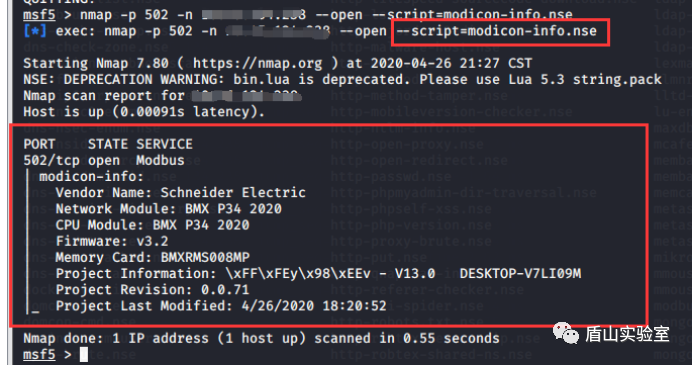 msf5 > nmap -p 502 -n --open --script=modicon-info.nse
[*] exec: nmap -p 502 -n --open --script=modicon-info.nse
Starting Nmap 7.80 ( https://nmap.org ) at 2020-04-26 21:27 CST
NSE: DEPRECATION WARNING: bin.lua is deprecated. Please use Lua 5.3 string.pack
Nmap scan report for
Host is up (0.00091s latency).
PORT    STATE SERVICE
502/tcp open  Modbus
| modicon-info:
|   Vendor Name: Schneider Electric
|   Network Module: BMX P34 2020
|   CPU Module: BMX P34 2020
|   Firmware: v3.2
|   Memory Card: BMXRMS008MP
|   Project Information: \xFF\xFEy\x98\xEEv - V13.0   DESKTOP-V7LI09M
|   Project Revision: 0.0.71
|_  Project Last Modified: 4/26/2020 18:20:52
Nmap done: 1 IP address (1 host up) scanned in 0.55 seconds
msf5 >
盾山实验室